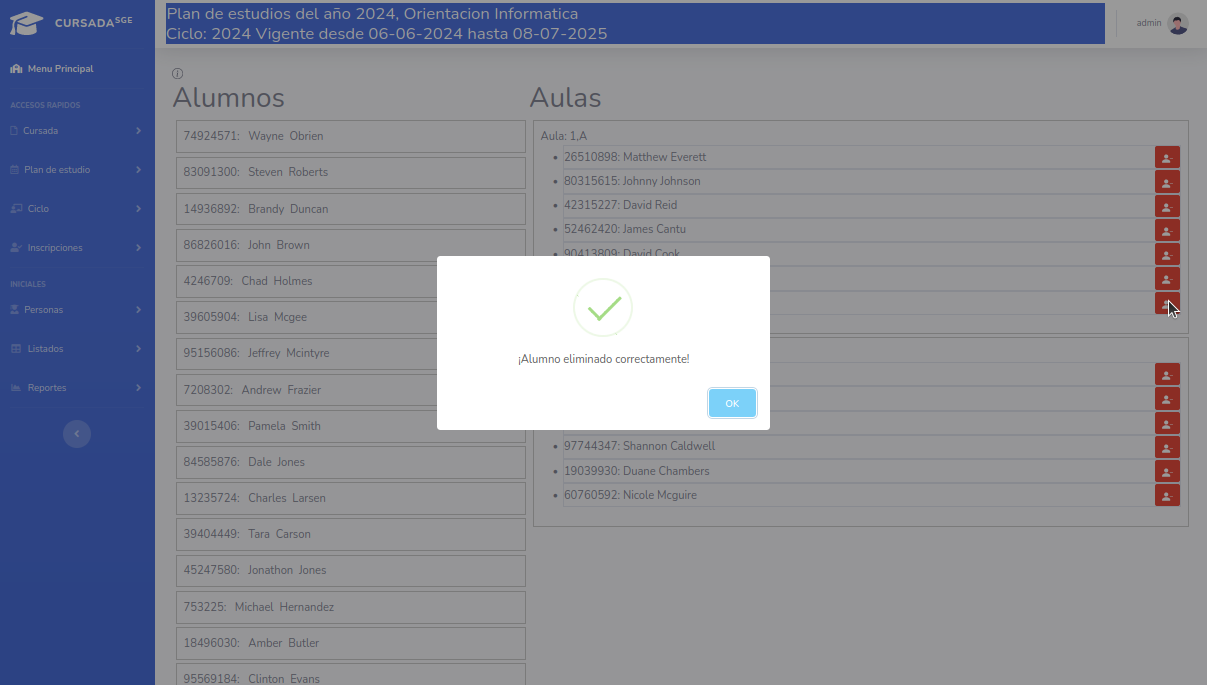 CURSADA SGE
Plan de estudios del año 2024, Orientacion Informatica
Ciclo: 2024 Vigente desde 06-06-2024 hasta 08-07-2025
admin
Menu Principal
ACCESOS RAPIDOS
Cursada
Plan de estudio
Ciclo
Inscripciones
INICIALES
Personas
Listados
Reportes
Alumnos
74924571: Wayne Obrien
83091300: Steven Roberts
14936892: Brandy Duncan
86826016: John Brown
4246709: Chad Holmes
39605904: Lisa Mcgee
95156086: Jeffrey Mcintyre
7208302: Andrew Frazier
39015406: Pamela Smith
84585876: Dale Jones
13235724: Charles Larsen
39404449: Tara Carson
45247580: Jonathon Jones
753225: Michael Hernandez
18496030: Amber Butler
95569184: Clinton Evans
Aulas
Aula: 1,A
26510898: Matthew Everett
80315615: Johnny Johnson
42315227: David Reid
52462420: James Cantu
90413809: David Cook
¡Alumno eliminado correctamente!
OK
97744347: Shannon Caldwell
19039930: Duane Chambers
60760592: Nicole Mcguire